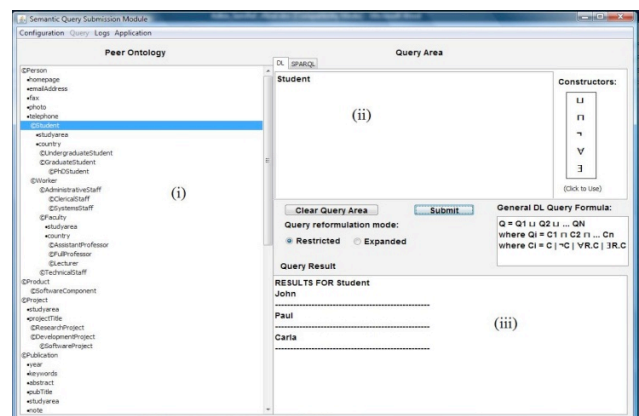 Semantic Query Submission Module
Configuration Query Logs Application
Peer Ontology
©Person
•homepage
•emailAddress
•fax
•photo
•telephone
©Student
•studyarea
•country
©UndergraduateStudent
©GraduateStudent
©PhDStudent
©Worker
©AdministrativeStaff
©ClericalStaff
©SystemsStaff
©Faculty
•studyarea
•country
©AssistantProfessor
©FullProfessor
©Lecturer
©TechnicalStaff
©Product
©SoftwareComponent
©Project
•studyarea
•projectTitle
©ResearchProject
©DevelopmentProject
©SoftwareProject
©Publication
•year
•keywords
•abstract
•pubTitle
•studyarea
•note
(i)
Query Area
DL SPARQL
Student
(ii)
Constructors:
⊔
⊓
¬
∀
∃
(Click to Use)
Clear Query Area Submit
Query reformulation mode:
Restricted Expanded
General DL Query Formula:
Q = Q1 ⊔ Q2 ⊔ ... QN
where Qi = C1 ⊓ C2 ⊓ ... Cn
where Ci = C | ¬C | ∀R.C | ∃R.C
Query Result
RESULTS FOR Student
John
--------------------------------------------------
Paul
--------------------------------------------------
Carla
--------------------------------------------------
(iii)